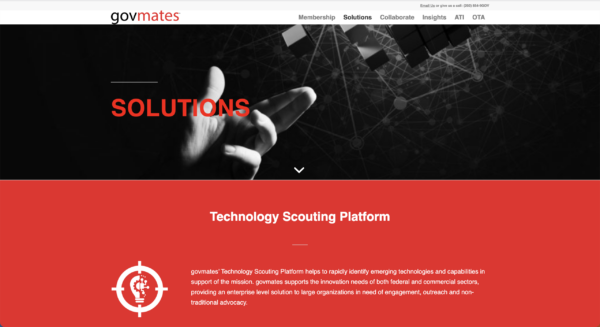 Email Us or give us a call
govmates
Membership Solutions Collaborate Insights ATI OTA
SOLUTIONS
Technology Scouting Platform
govmates' Technology Scouting Platform helps to rapidly identify emerging technologies and capabilities in
support of the mission. govmates supports the innovation needs of both federal and commercial sectors,
providing an enterprise level solution to large organizations in need of engagement, outreach and non-
traditional advocacy.